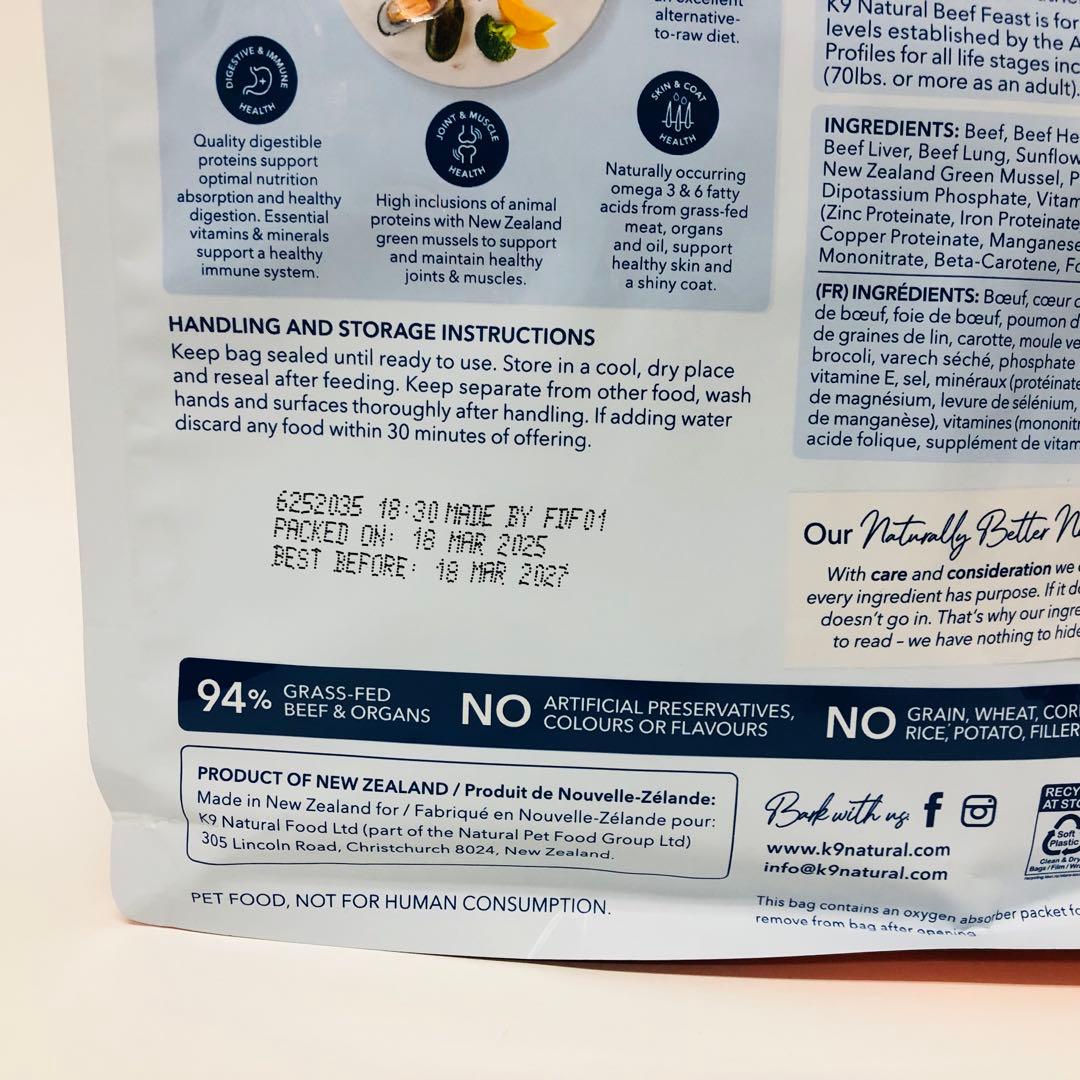 alternative-
to-raw diet.
DIGESTIVE & IMMUNE
HEALTH
Quality digestible
proteins support
optimal nutrition
absorption and healthy
digestion. Essential
vitamins & minerals
support a healthy
immune system.
JOINT & MUSCLE
HEALTH
High inclusions of animal
proteins with New Zealand
green mussels to support
and maintain healthy
joints & muscles.
SKIN & COAT
HEALTH
Naturally occurring
omega 3 & 6 fatty
acids from grass-fed
meat, organs
and oil, support
healthy skin and
a shiny coat.
HANDLING AND STORAGE INSTRUCTIONS
Keep bag sealed until ready to use. Store in a cool, dry place
and reseal after feeding. Keep separate from other food, wash
hands and surfaces thoroughly after handling. If adding water
discard any food within 30 minutes of offering.
6252035 18:30 MADE BY FDF01
PACKED ON: 18 MAR 2025
BEST BEFORE: 18 MAR 2027
K9 Natural Beef Feast is for
levels established by the
Profiles for all life stages
(70lbs. or more as an adult).
INGREDIENTS: Beef, Beef
Beef Liver, Beef Lung,
New Zealand Green Mussel,
Dipotassium Phosphate,
(Zinc Proteinate, Iron Proteinate
Copper Proteinate, Manganese
Mononitrate, Beta-Carotene,
(FR) INGRÉDIENTS: Bœuf, cœur
de bœuf, foie de bœuf, poumon
de graines de lin, carotte, moule
brocoli, varech séché, phosphate
vitamine E, sel, minéraux (protéinate
de magnésium, levure de sélénium,
de manganèse), vitamines
acide folique, supplément de
Our Naturally Better
With care and consideration we
every ingredient has purpose. If it
doesn't go in. That's why our
to read – we have nothing to hide
94% GRASS-FED
BEEF & ORGANS
NO ARTIFICIAL PRESERVATIVES,
COLOURS OR FLAVOURS
NO GRAIN, WHEAT,
RICE, POTATO, FILLER
PRODUCT OF NEW ZEALAND / Produit de Nouvelle-Zélande:
Made in New Zealand for / Fabriqué en Nouvelle-Zélande pour:
K9 Natural Food Ltd (part of the Natural Pet Food Group Ltd)
305 Lincoln Road, Christchurch 8024, New Zealand.
Bark with us:
www.k9natural.com
info@k9natural.com
AT
Soft
Plastic
Clean & Dry
PET FOOD, NOT FOR HUMAN CONSUMPTION.
This bag contains an oxygen absorber packet
remove from bag after opening